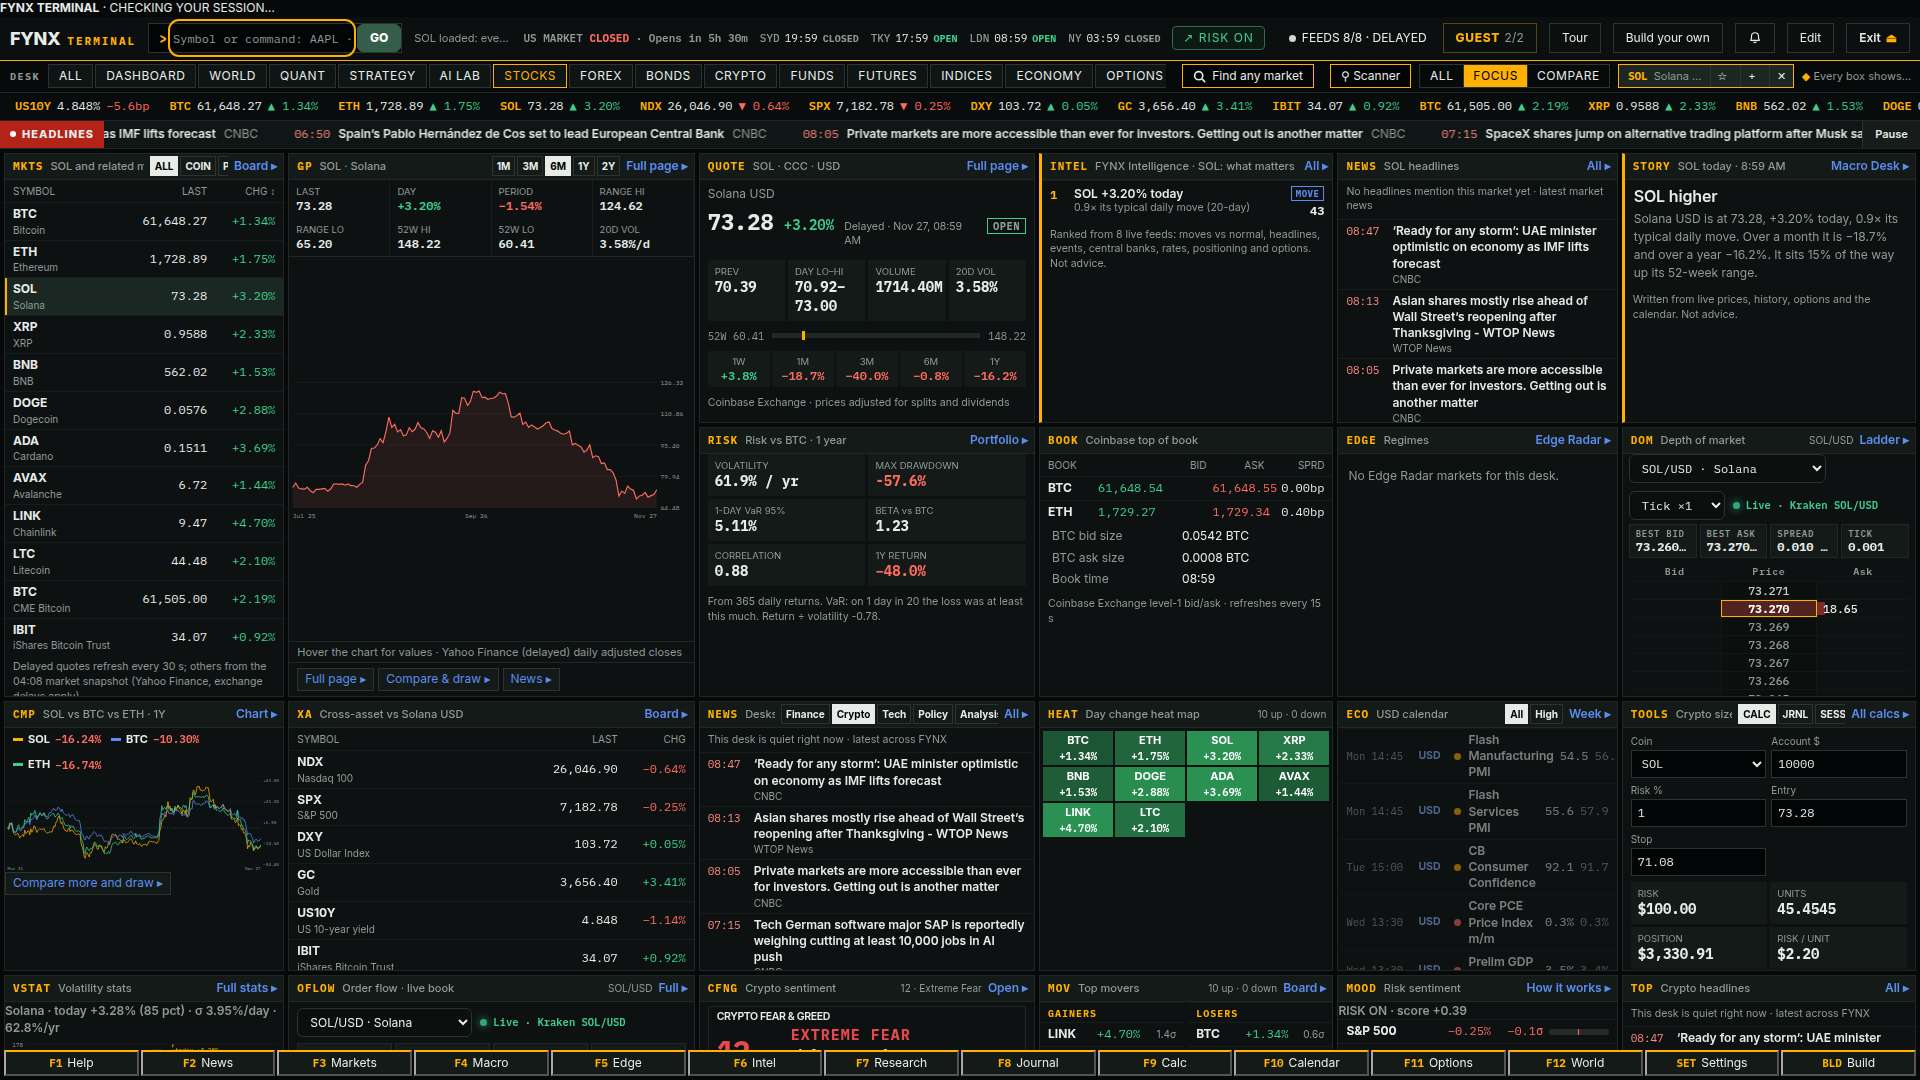 FYNX TERMINAL · CHECKING YOUR SESSION...
FYNX TERMINAL > Symbol or command: AAPL · GO SOL loaded: eve... US MARKET CLOSED · Opens in 5h 30m SYD 19:59 CLOSED TKY 17:59 OPEN LDN 08:59 OPEN NY 03:59 CLOSED ↗ RISK ON ● FEEDS 8/8 · DELAYED GUEST 2/2 Tour Build your own Edit Exit
DESK ALL DASHBOARD WORLD QUANT STRATEGY AI LAB STOCKS FOREX BONDS CRYPTO FUNDS FUTURES INDICES ECONOMY OPTIONS Find any market Scanner ALL FOCUS COMPARE SOL Solana ... ☆ + ✕ ◆ Every box shows...
US10Y 4.848% −5.6bp BTC 61,648.27 ▲ 1.34% ETH 1,728.89 ▲ 1.75% SOL 73.28 ▲ 3.20% NDX 26,046.90 ▼ 0.64% SPX 7,182.78 ▼ 0.25% DXY 103.72 ▲ 0.05% GC 3,656.40 ▲ 3.41% IBIT 34.07 ▲ 0.92% BTC 61,505.00 ▲ 2.19% XRP 0.9588 ▲ 2.33% BNB 562.02 ▲ 1.53% DOGE
● HEADLINES as IMF lifts forecast CNBC 06:50 Spain’s Pablo Hernández de Cos set to lead European Central Bank CNBC 08:05 Private markets are more accessible than ever for investors. Getting out is another matter CNBC 07:15 SpaceX shares jump on alternative trading platform after Musk sa Pause
MKTS SOL and related m ALL COIN P Board ▸
SYMBOL LAST CHG ↕
BTC 61,648.27 +1.34%
Bitcoin
ETH 1,728.89 +1.75%
Ethereum
SOL 73.28 +3.20%
Solana
XRP 0.9588 +2.33%
XRP
BNB 562.02 +1.53%
BNB
DOGE 0.0576 +2.88%
Dogecoin
ADA 0.1511 +3.69%
Cardano
AVAX 6.72 +1.44%
Avalanche
LINK 9.47 +4.70%
Chainlink
LTC 44.48 +2.10%
Litecoin
BTC 61,505.00 +2.19%
CME Bitcoin
IBIT 34.07 +0.92%
iShares Bitcoin Trust
Delayed quotes refresh every 30 s; others from the
04:08 market snapshot (Yahoo Finance, exchange
delays apply)
GP SOL · Solana 1M 3M 6M 1Y 2Y Full page ▸
LAST DAY PERIOD RANGE HI
73.28 +3.20% −1.54% 124.62
RANGE LO 52W HI 52W LO 20D VOL
65.20 148.22 60.41 3.58%/d
126.32
110.86
95.40
79.94
64.48
Jul 25 Sep 26 Nov 27
Hover the chart for values · Yahoo Finance (delayed) daily adjusted closes
Full page ▸ Compare & draw ▸ News ▸
QUOTE SOL · CCC · USD Full page ▸
Solana USD
73.28 +3.20% Delayed · Nov 27, 08:59 AM OPEN
PREV DAY LO–HI VOLUME 20D VOL
70.39 70.92–73.00 1714.40M 3.58%
52W 60.41 148.22
1W 1M 3M 6M 1Y
+3.8% −18.7% −40.0% −0.8% −16.2%
Coinbase Exchange · prices adjusted for splits and dividends
INTEL FYNX Intelligence · SOL: what matters All ▸
1 SOL +3.20% today MOVE
0.9× its typical daily move (20-day) 43
Ranked from 8 live feeds: moves vs normal, headlines,
events, central banks, rates, positioning and options.
Not advice.
NEWS SOL headlines All ▸
No headlines mention this market yet · latest market
news
08:47 ‘Ready for any storm’: UAE minister
optimistic on economy as IMF lifts
forecast
CNBC
08:13 Asian shares mostly rise ahead of
Wall Street’s reopening after
Thanksgiving - WTOP News
WTOP News
08:05 Private markets are more accessible
than ever for investors. Getting out is
another matter
CNBC
STORY SOL today · 8:59 AM Macro Desk ▸
SOL higher
Solana USD is at 73.28, +3.20% today, 0.9× its
typical daily move. Over a month it is −18.7%
and over a year −16.2%. It sits 15% of the way
up its 52-week range.
Written from live prices, history, options and the
calendar. Not advice.
RISK Risk vs BTC · 1 year Portfolio ▸
VOLATILITY MAX DRAWDOWN
61.9% / yr -57.6%
1-DAY VaR 95% BETA vs BTC
5.11% 1.23
CORRELATION 1Y RETURN
0.88 −48.0%
From 365 daily returns. VaR: on 1 day in 20 the loss was at least
this much. Return ÷ volatility -0.78.
BOOK Coinbase top of book
BOOK BID ASK SPRD
BTC 61,648.54 61,648.55 0.00bp
ETH 1,729.27 1,729.34 0.40bp
BTC bid size 0.0542 BTC
BTC ask size 0.0008 BTC
Book time 08:59
Coinbase Exchange level-1 bid/ask · refreshes every 15
s
EDGE Regimes Edge Radar ▸
No Edge Radar markets for this desk.
DOM Depth of market SOL/USD Ladder ▸
SOL/USD · Solana
Tick ×1 ● Live · Kraken SOL/USD
BEST BID BEST ASK SPREAD TICK
73.260… 73.270… 0.010 … 0.001
Bid Price Ask
73.271
73.270 18.65
73.269
73.268
73.267
73.266
CMP SOL vs BTC vs ETH · 1Y Chart ▸
SOL −16.24% BTC −10.30%
ETH −16.74%
Compare more and draw ▸
XA Cross-asset vs Solana USD Board ▸
SYMBOL LAST CHG
NDX 26,046.90 −0.64%
Nasdaq 100
SPX 7,182.78 −0.25%
S&P 500
DXY 103.72 +0.05%
US Dollar Index
GC 3,656.40 +3.41%
Gold
US10Y 4.848 −1.14%
US 10-year yield
IBIT 34.07 +0.92%
iShares Bitcoin Trust
NEWS Desks Finance Crypto Tech Policy Analysis All ▸
This desk is quiet right now · latest across FYNX
08:47 ‘Ready for any storm’: UAE minister optimistic
on economy as IMF lifts forecast
CNBC
08:13 Asian shares mostly rise ahead of Wall Street’s
reopening after Thanksgiving - WTOP News
WTOP News
08:05 Private markets are more accessible than ever
for investors. Getting out is another matter
CNBC
07:15 Tech German software major SAP is reportedly
weighing cutting at least 10,000 jobs in AI
push
CNBC
HEAT Day change heat map 10 up · 0 down
BTC ETH SOL XRP
+1.34% +1.75% +3.20% +2.33%
BNB DOGE ADA AVAX
+1.53% +2.88% +3.69% +1.44%
LINK LTC
+4.70% +2.10%
ECO USD calendar All High Week ▸
Mon 14:45 USD Flash Manufacturing PMI 54.5 56.
Mon 14:45 USD Flash Services PMI 55.6 57.9
Tue 15:00 USD CB Consumer Confidence 92.1 91.7
Wed 13:30 USD Core PCE Price Index m/m 0.3% 0.3%
Wed 13:30 USD Prelim GDP 3.5% 3.4%
TOOLS Crypto size CALC JRNL SESS All calcs ▸
Coin Account $
SOL 10000
Risk % Entry
1 73.28
Stop
71.08
RISK UNITS
$100.00 45.4545
POSITION RISK / UNIT
$3,330.91 $2.20
VSTAT Volatility stats Full stats ▸
Solana · today +3.28% (85 pct) · σ 3.95%/day ·
62.8%/yr
OFLOW Order flow · live book SOL/USD Full ▸
SOL/USD · Solana ● Live · Kraken SOL/USD
CFNG Crypto sentiment 12 · Extreme Fear Open ▸
CRYPTO FEAR & GREED
12 EXTREME FEAR
MOV Top movers 10 up · 0 down Board ▸
GAINERS LOSERS
LINK +4.70% 1.4σ BTC +1.34% 0.6σ
MOOD Risk sentiment How it works ▸
RISK ON · score +0.39
S&P 500 −0.25% −0.1σ
TOP Crypto headlines All ▸
This desk is quiet right now · latest across FYNX
08:47 ‘Ready for any storm’: UAE minister
F1 Help F2 News F3 Markets F4 Macro F5 Edge F6 Intel F7 Research F8 Journal F9 Calc F10 Calendar F11 Options F12 World SET Settings BLD Build